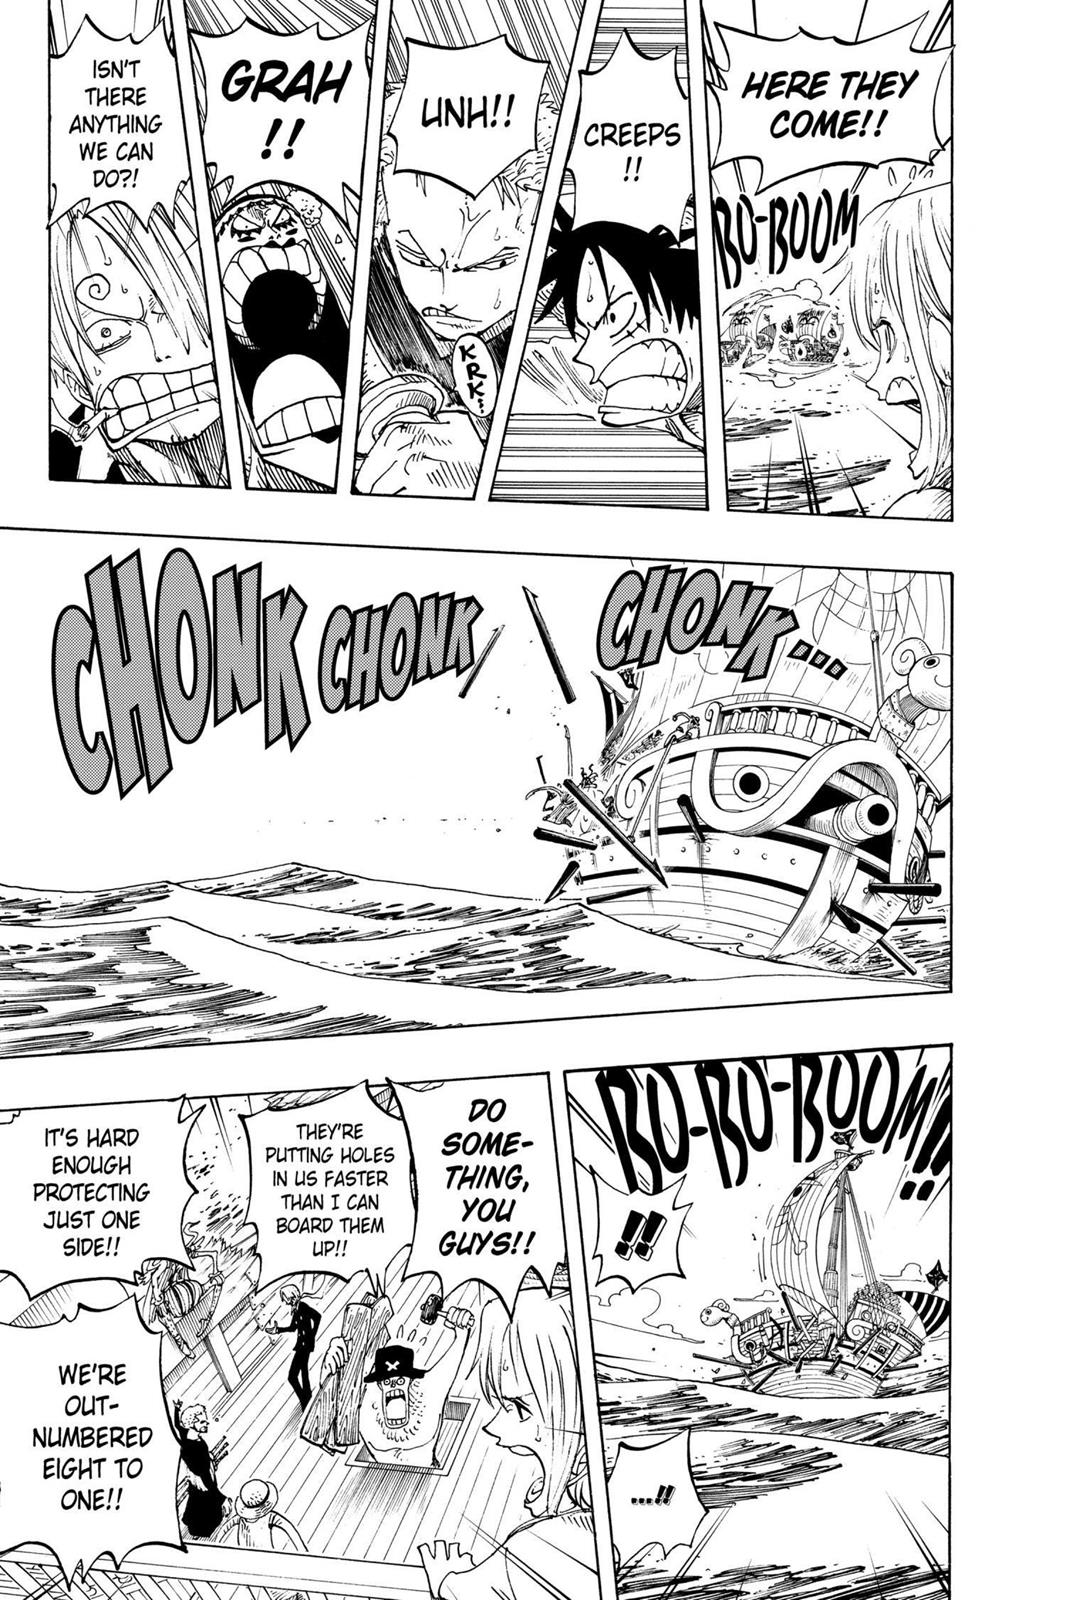 HERE THEY
COME!!
BO-BOOM
CREEPS
!!
UNH!!
KRK...
GRAH
!!
ISN'T
THERE
ANYTHING
WE CAN
DO?!
CHONK...
CHONK
CHONK
BO-BO-BOOM!!
!!
....!!
DO
SOME-
THING,
YOU
GUYS!!
THEY'RE
PUTTING HOLES
IN US FASTER
THAN I CAN
BOARD THEM
UP!!
IT'S HARD
ENOUGH
PROTECTING
JUST ONE
SIDE!!
WE'RE
OUT-
NUMBERED
EIGHT TO
ONE!!